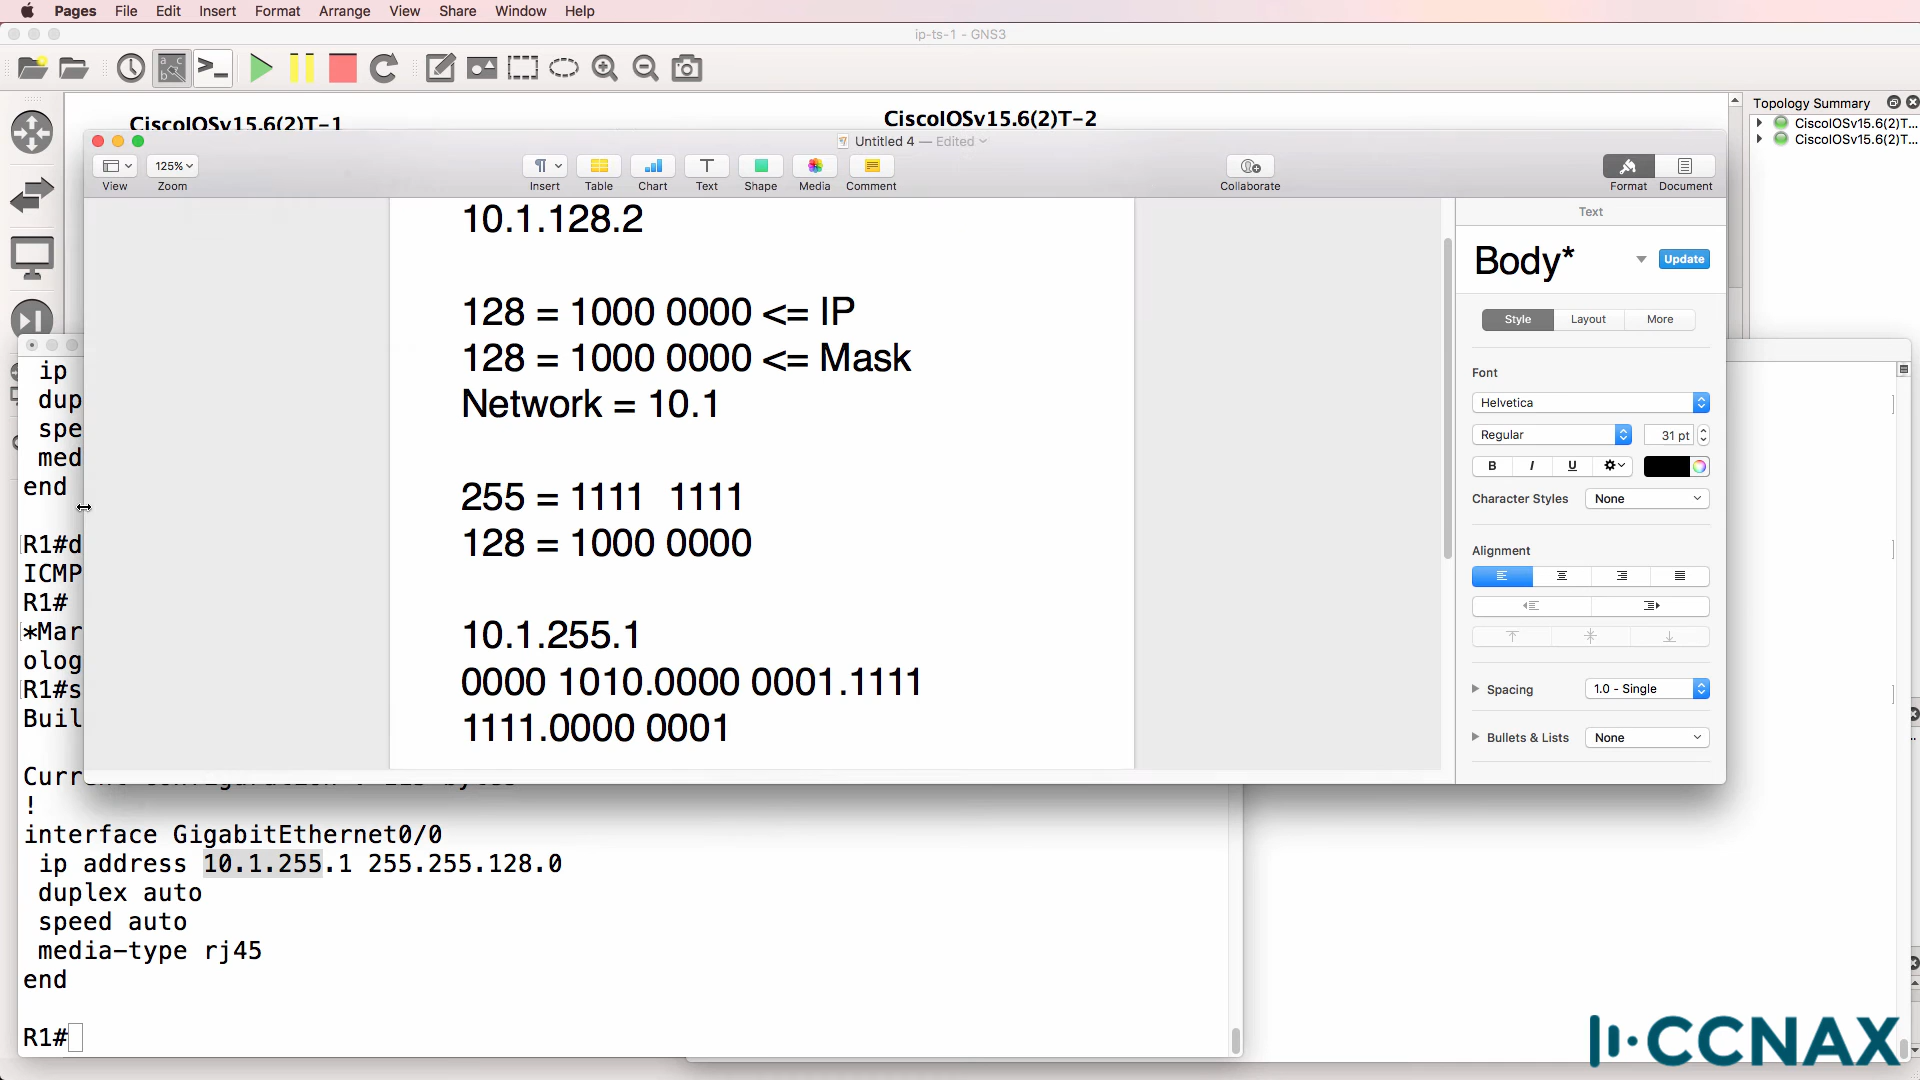 Pages File Edit Insert Format Arrange View Share Window Help
ip-ts-1 - GNS3
Topology Summary
CiscoIOSv15.6(2)T...
CiscoIOSv15.6(2)T...
CiscoIOSv15.6(2)T-1
CiscoIOSv15.6(2)T-2
Untitled 4 — Edited
125%
View Zoom Insert Table Chart Text Shape Media Comment Collaborate Format Document
10.1.128.2
128 = 1000 0000 <= IP
128 = 1000 0000 <= Mask
Network = 10.1
255 = 1111 1111
128 = 1000 0000
10.1.255.1
0000 1010.0000 0001.1111
1111.0000 0001
Text
Body*
Update
Style Layout More
Font
Helvetica
Regular 31 pt
B I U
Character Styles None
Alignment
Spacing 1.0 - Single
Bullets & Lists None
ip
dup
spe
med
end
R1#d
ICMP
R1#
*Mar
olog
R1#s
Buil
Curr
!
interface GigabitEthernet0/0
ip address 10.1.255.1 255.255.128.0
duplex auto
speed auto
media-type rj45
end
R1#
CCNAX